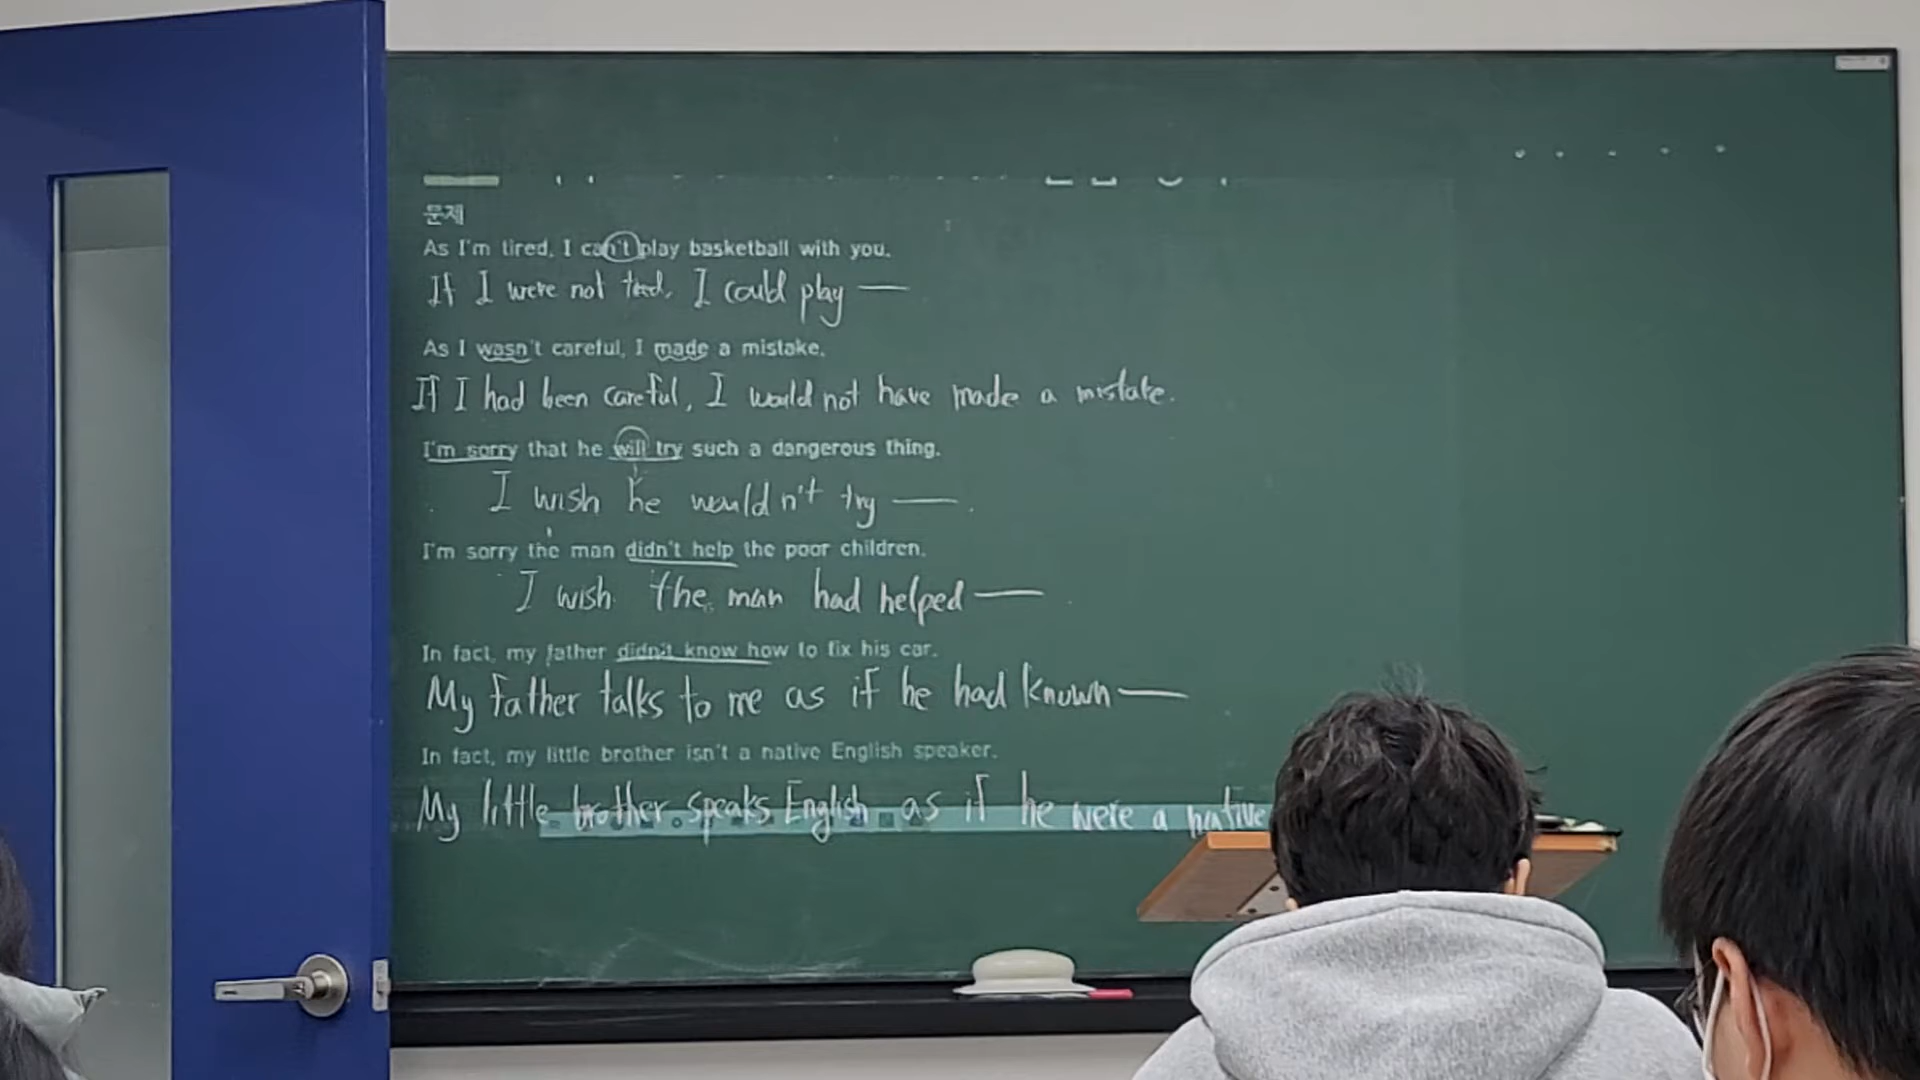 문제
As I'm tired, I can't play basketball with you.
If I were not tired, I could play —
As I wasn't careful, I made a mistake.
If I had been careful, I would not have made a mistake.
I'm sorry that he will try such a dangerous thing.
I wish he wouldn't try —.
I'm sorry the man didn't help the poor children.
I wish the man had helped —
In fact, my father didn't know how to fix his car.
My father talks to me as if he had known —
In fact, my little brother isn't a native English speaker.
My little brother speaks English as if he were a native